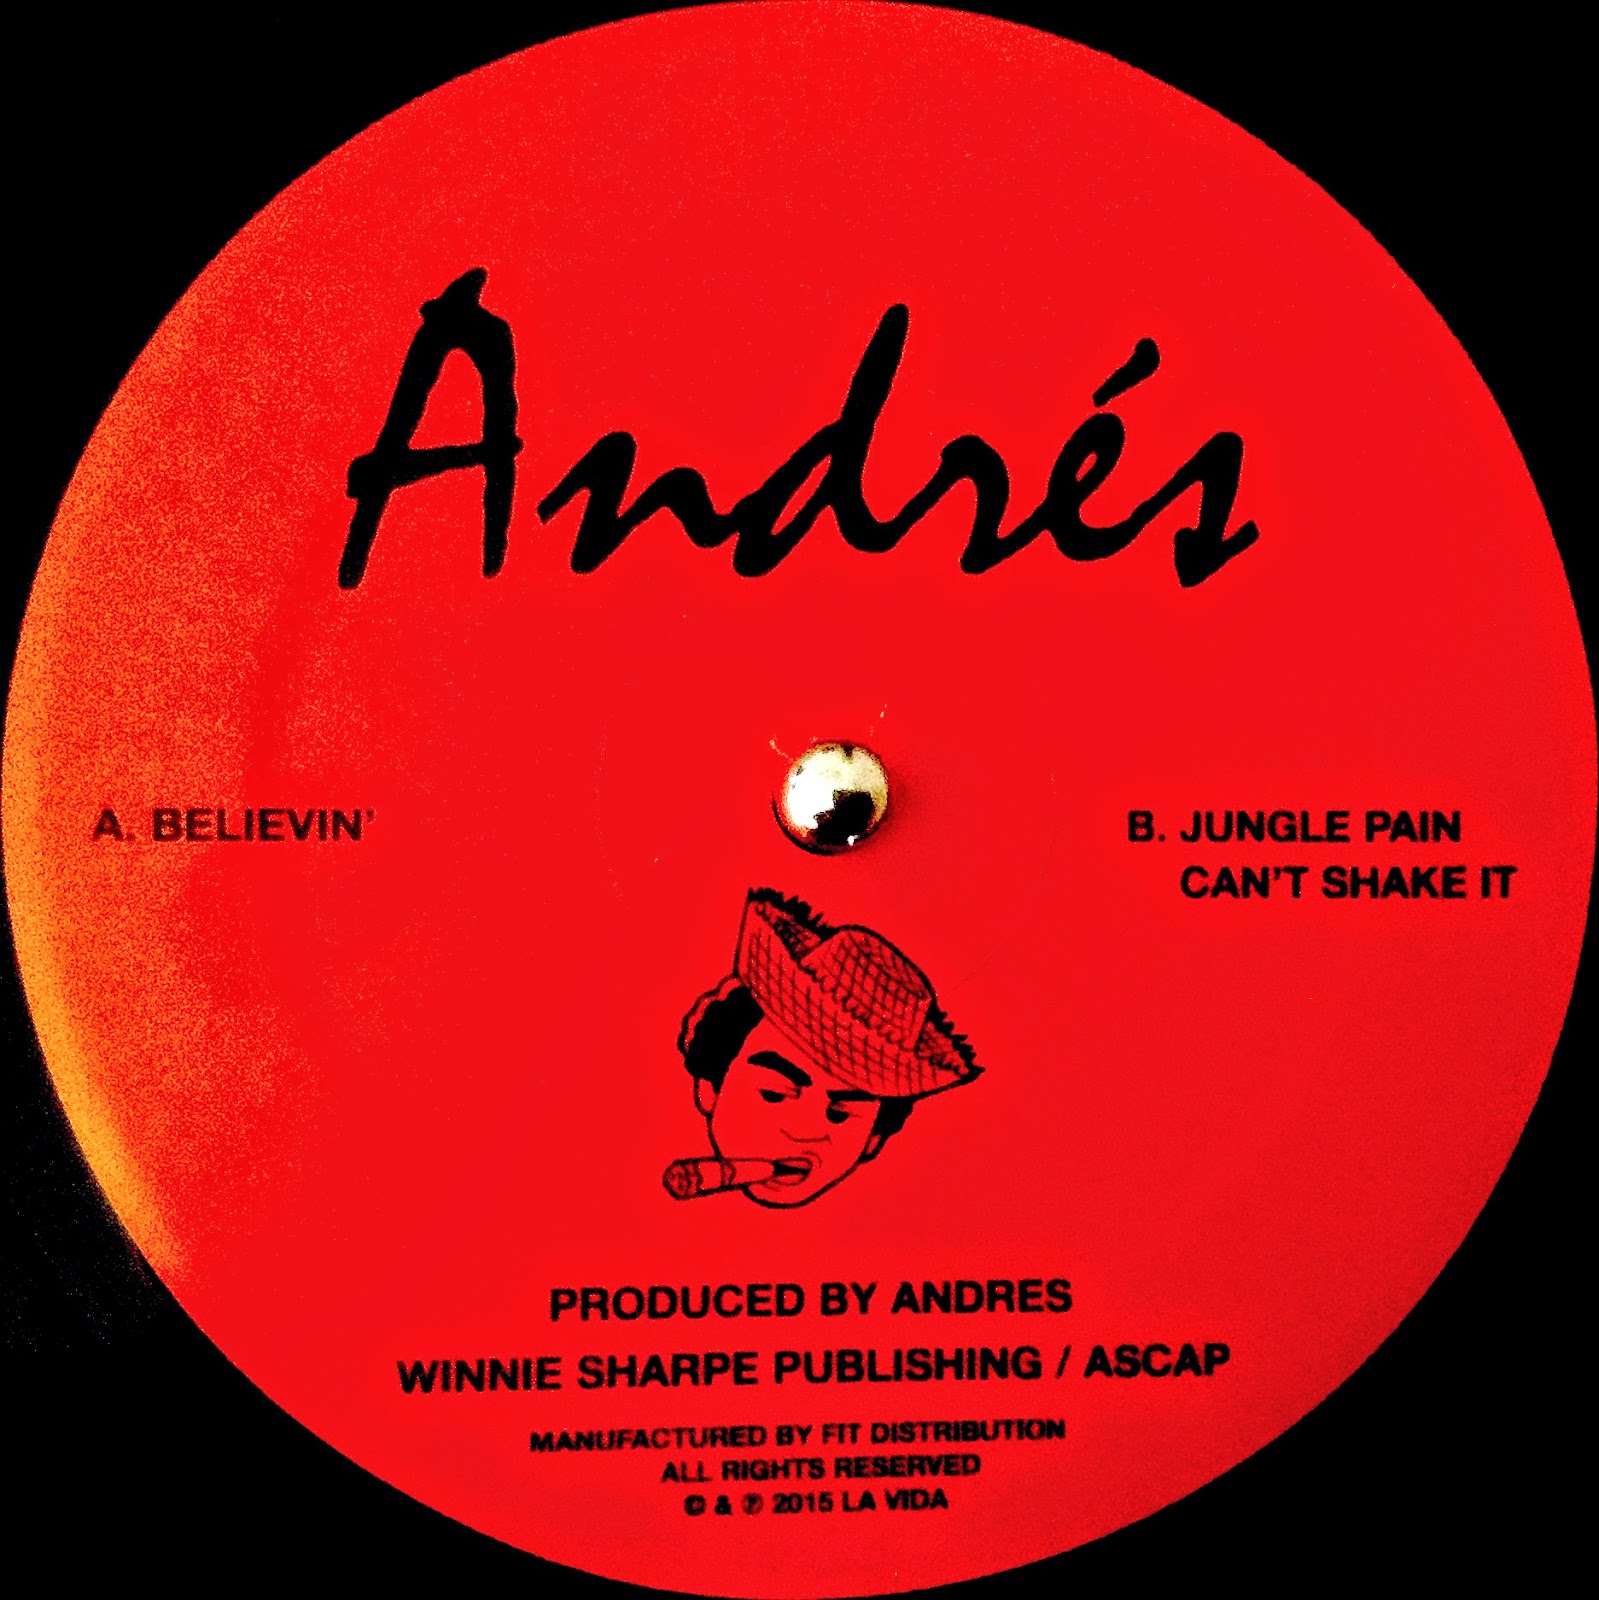 Andrés
A. BELIEVIN'
B. JUNGLE PAIN
CAN'T SHAKE IT
PRODUCED BY ANDRES
WINNIE SHARPE PUBLISHING / ASCAP
MANUFACTURED BY FIT DISTRIBUTION
ALL RIGHTS RESERVED
© & ℗ 2015 LA VIDA